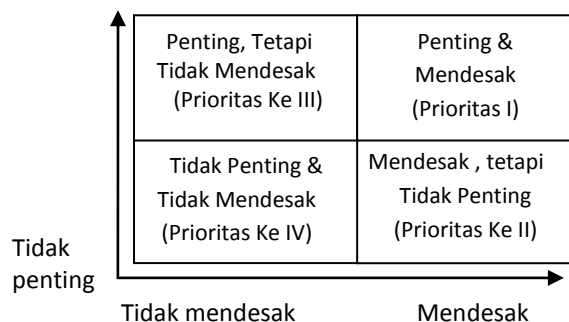 Penting, Tetapi
Tidak Mendesak
(Prioritas Ke III)
Penting &
Mendesak
(Prioritas I)
Tidak Penting &
Tidak Mendesak
(Prioritas Ke IV)
Mendesak , tetapi
Tidak Penting
(Prioritas Ke II)
Tidak
penting
Tidak mendesak
Mendesak